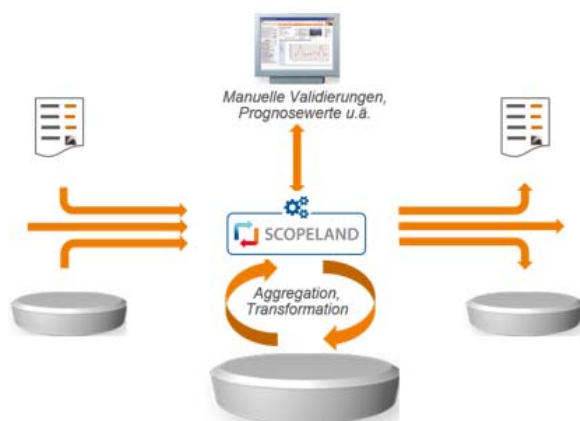 Manuelle Validierungen,
Prognosewerte u.ä.
SCOPELAND
Aggregation,
Transformation